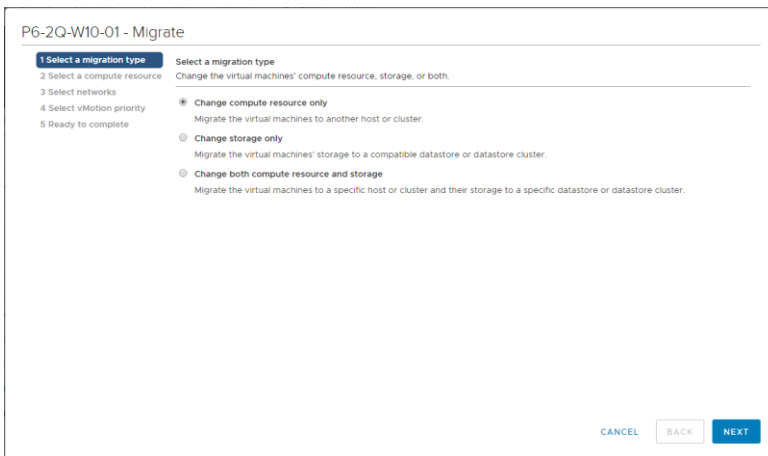 P6-2Q-W10-01 - Migrate
1 Select a migration type
2 Select a compute resource
3 Select networks
4 Select vMotion priority
5 Ready to complete
Select a migration type
Change the virtual machines' compute resource, storage, or both.
Change compute resource only
Migrate the virtual machines to another host or cluster.
Change storage only
Migrate the virtual machines' storage to a compatible datastore or datastore cluster.
Change both compute resource and storage
Migrate the virtual machines to a specific host or cluster and their storage to a specific datastore or datastore cluster.
CANCEL
BACK
NEXT